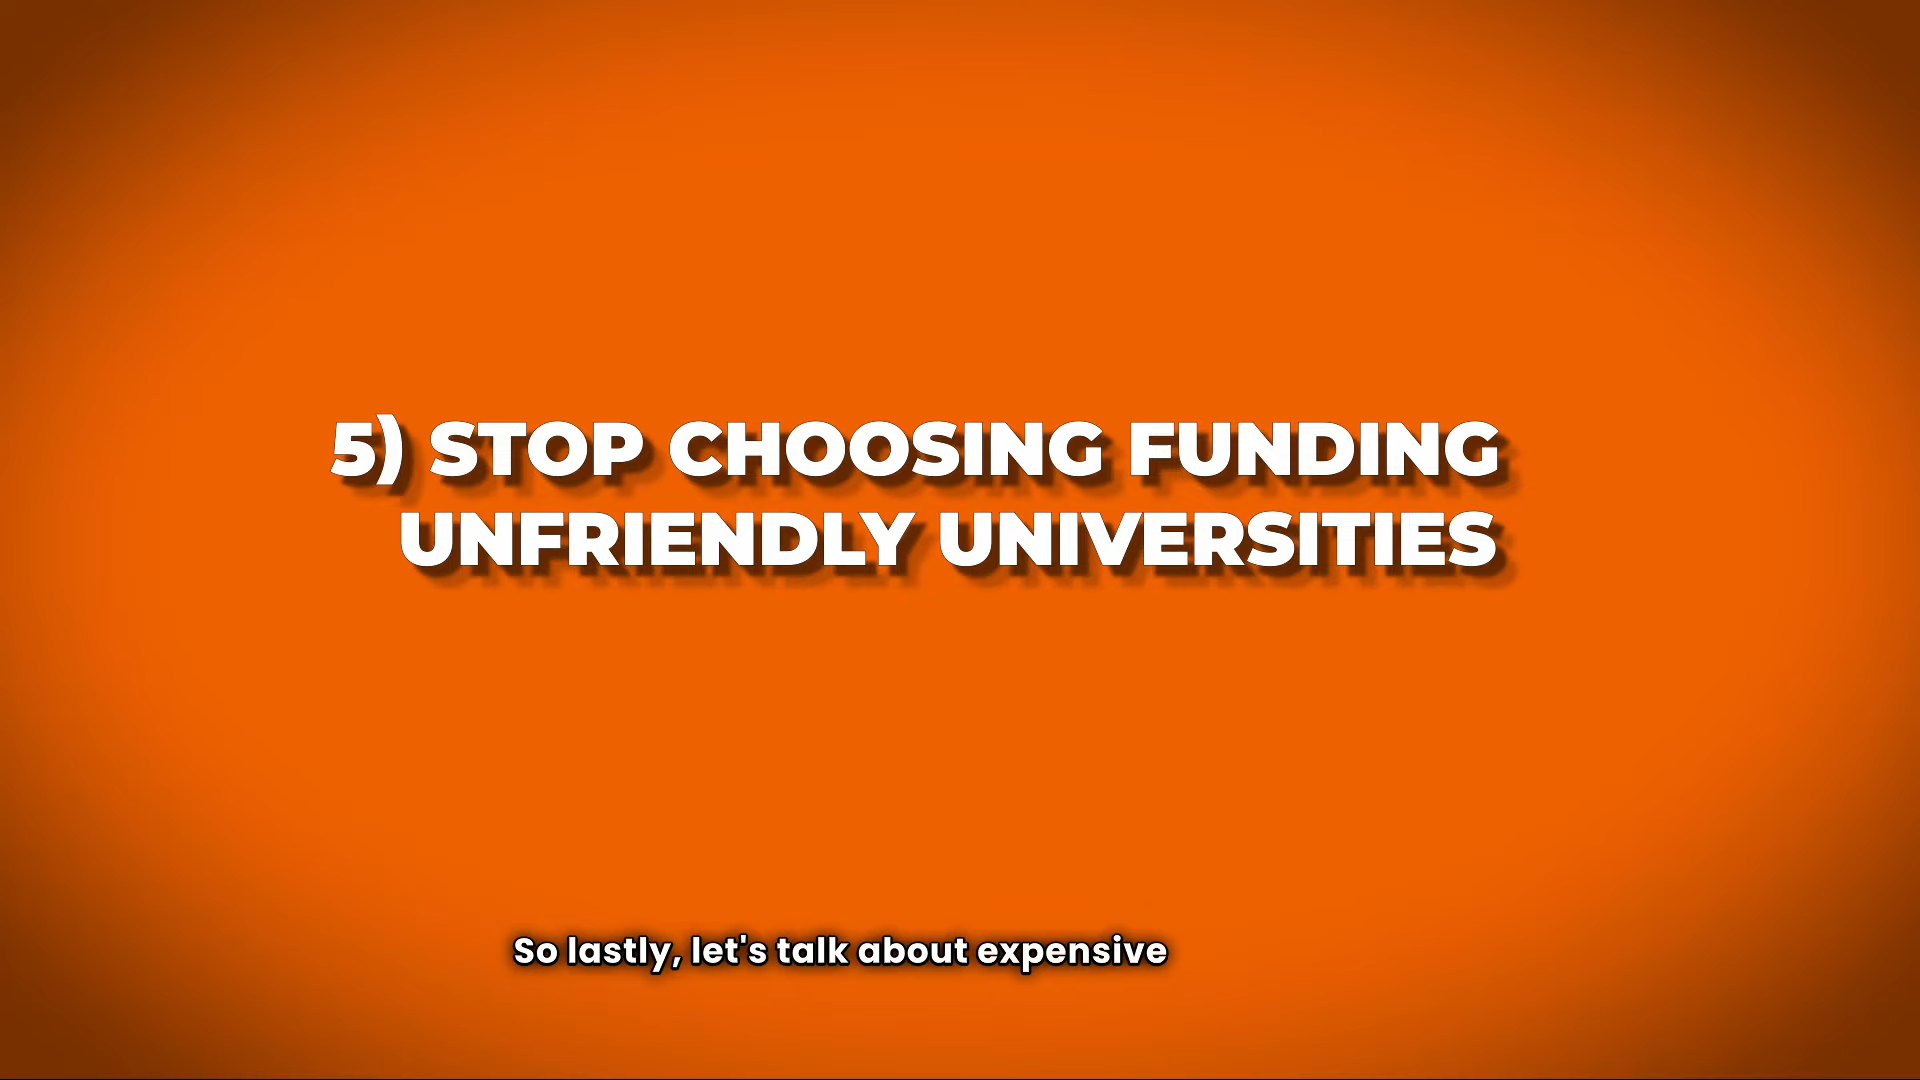 5) STOP CHOOSING FUNDING
UNFRIENDLY UNIVERSITIES
So lastly, let's talk about expensive